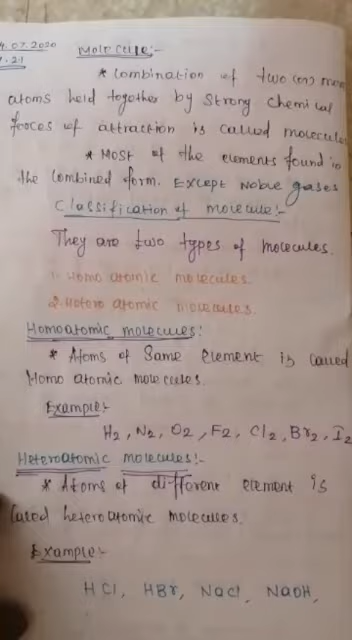 4.07.2020
Molecule:-
* Combination of two (or) more
atoms held together by strong chemical
forces of attraction is called molecule
* Most of the elements found in
the combined form. Except Noble gases
Classification of molecule:-
They are two types of molecules.
1. Homo atomic molecules.
2. Hetero atomic molecules.
Homoatomic molecules:
* Atoms of Same element is called
Homo atomic molecules.
Example:-
H2, N2, O2, F2, Cl2, Br2, I2
Heteroatomic molecules:-
* Atoms of different element is
called heteroatomic molecules.
Example:-
HCl, HBr, Nacl, NaOH,